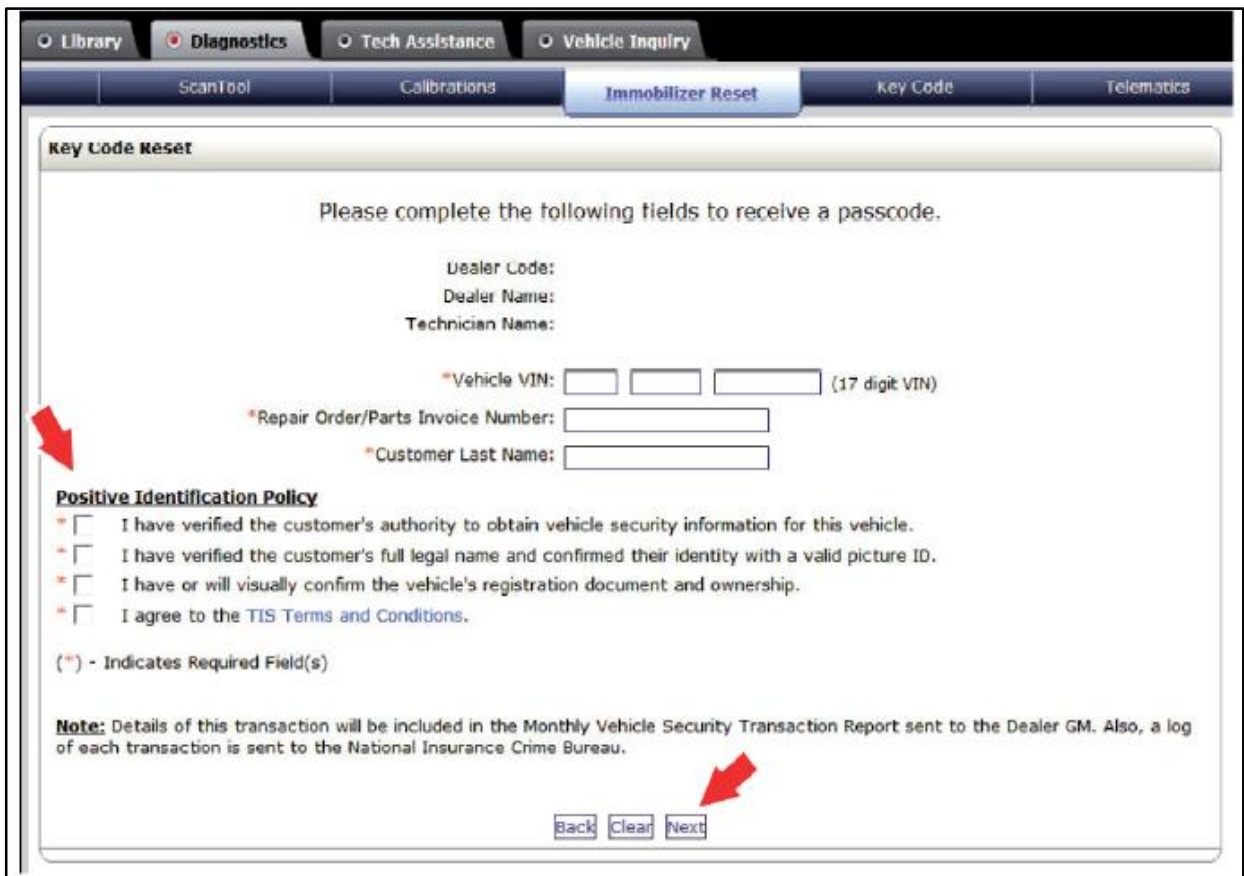 Library Diagnostics Tech Assistance Vehicle Inquiry
ScanTool Calibrations Immobilizer Reset Key Code Telematics
Key Code Reset
Please complete the following fields to receive a passcode.
Dealer Code:
Dealer Name:
Technician Name:
*Vehicle VIN: (17 digit VIN)
*Repair Order/Parts Invoice Number:
*Customer Last Name:
Positive Identification Policy
* I have verified the customer's authority to obtain vehicle security information for this vehicle.
* I have verified the customer's full legal name and confirmed their identity with a valid picture ID.
* I have or will visually confirm the vehicle's registration document and ownership.
* I agree to the TIS Terms and Conditions.
(*) - Indicates Required Field(s)
Note: Details of this transaction will be included in the Monthly Vehicle Security Transaction Report sent to the Dealer GM. Also, a log
of each transaction is sent to the National Insurance Crime Bureau.
Back Clear Next